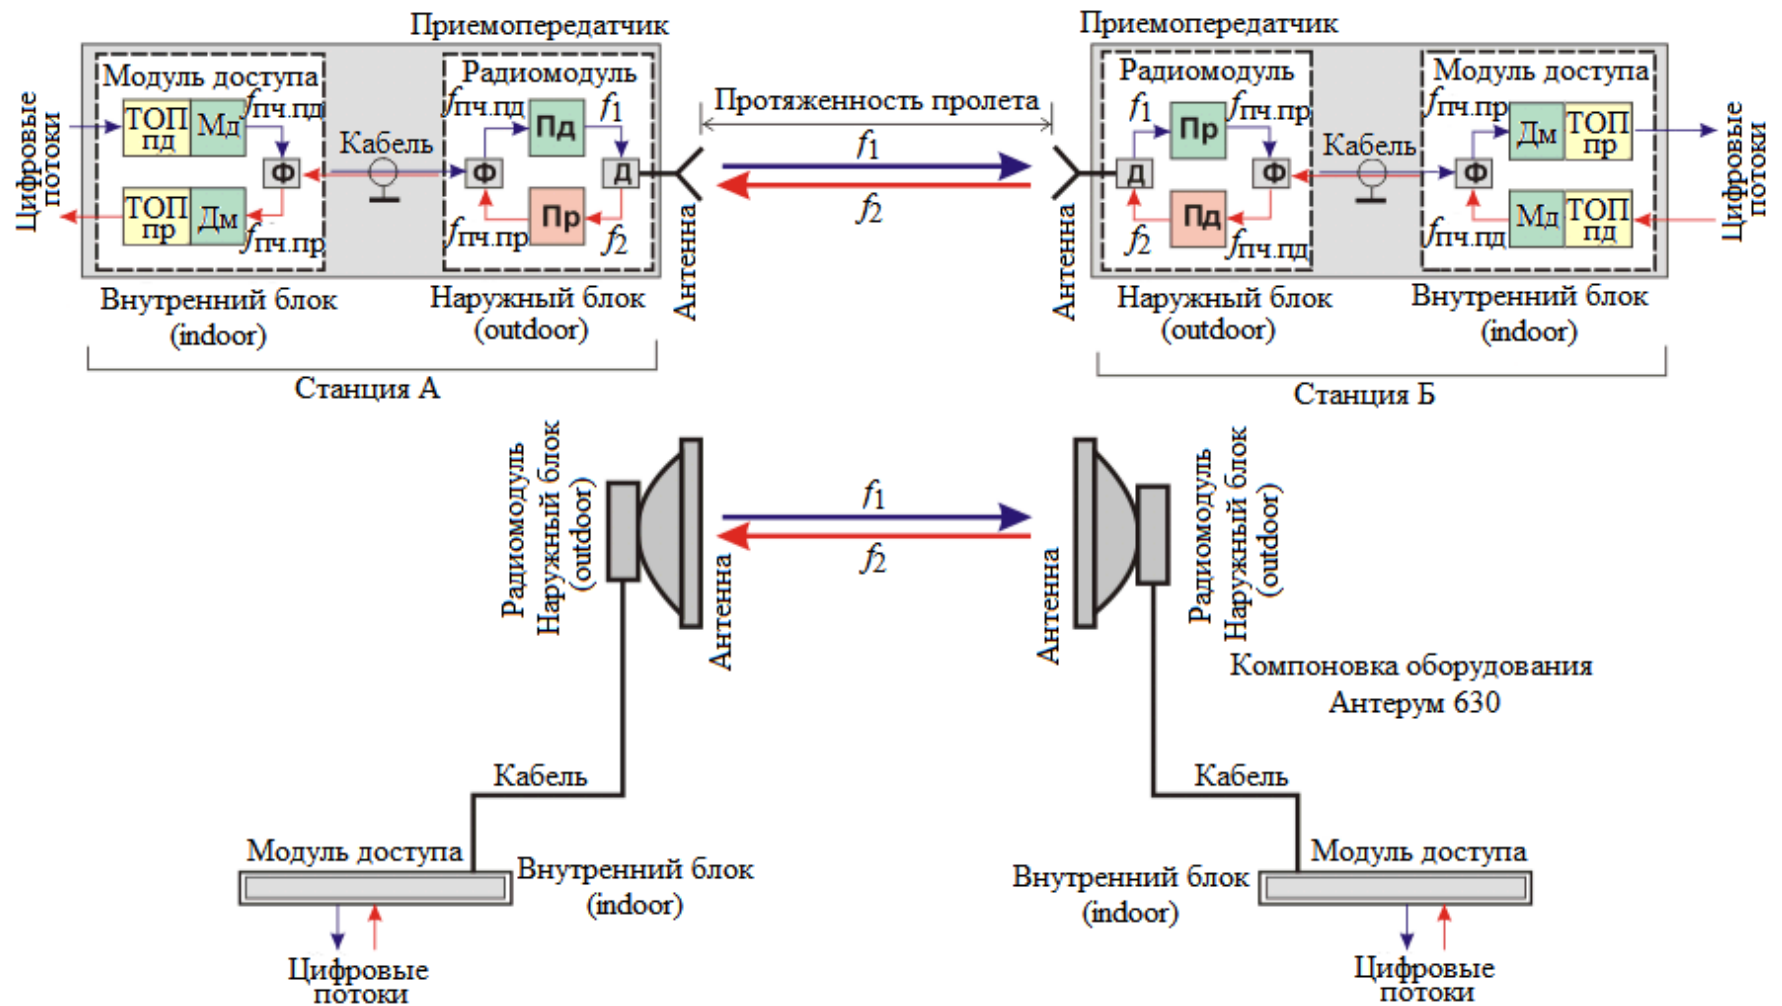 Приемопередатчик
Модуль доступа
Радиомодуль
Цифровые
потоки
ТОП
пд
Мд
fпч.пд
Ф
ТОП
пр
Дм
fпч.пр
Кабель
fпч.пд
Ф
Пд
f1
Д
fпч.пр
Пр
f2
Антенна
Внутренний блок
(indoor)
Наружный блок
(outdoor)
Станция А
Протяженность пролета
f1
f2
Приемопередатчик
Радиомодуль
Модуль доступа
Антенна
f1
Пр
fпч.пр
Д
Ф
f2
Пд
fпч.пд
Кабель
fпч.пр
Ф
Дм
ТОП
пр
fпч.пд
Мд
ТОП
пд
Цифровые
потоки
Наружный блок
(outdoor)
Внутренний блок
(indoor)
Станция Б
Радиомодуль
Наружный блок
(outdoor)
Антенна
f1
f2
Антенна
Радиомодуль
Наружный блок
(outdoor)
Компоновка оборудования
Антерум 630
Кабель
Кабель
Модуль доступа
Внутренний блок
(indoor)
Цифровые
потоки
Внутренний блок
(indoor)
Модуль доступа
Цифровые
потоки